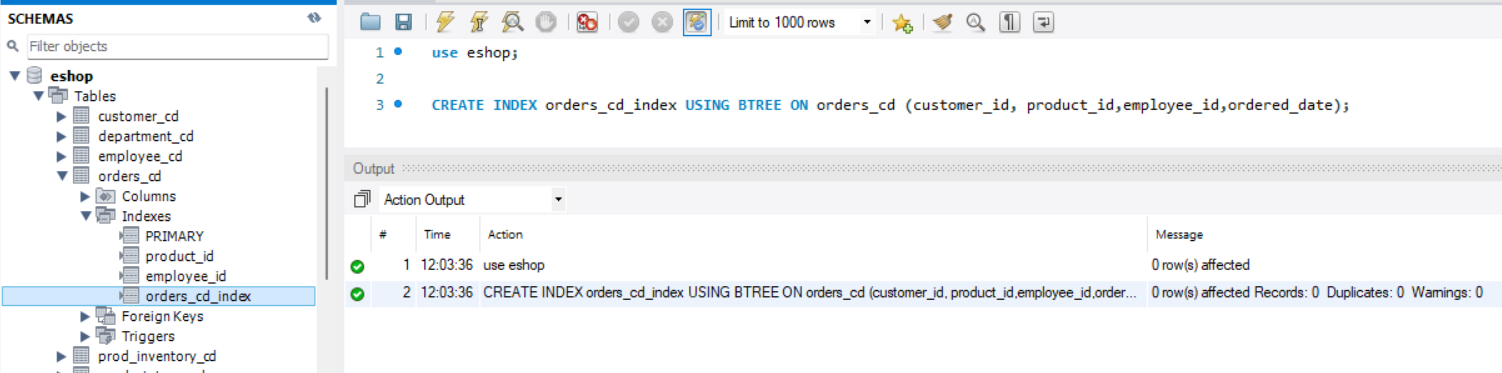 SCHEMAS
Filter objects
eshop
Tables
customer_cd
department_cd
employee_cd
orders_cd
Columns
Indexes
PRIMARY
product_id
employee_id
orders_cd_index
Foreign Keys
Triggers
prod_inventory_cd
Limit to 1000 rows
1 use eshop;
2
3 CREATE INDEX orders_cd_index USING BTREE ON orders_cd (customer_id, product_id,employee_id,ordered_date);
Output
Action Output
# Time Action Message
1 12:03:36 use eshop 0 row(s) affected
2 12:03:36 CREATE INDEX orders_cd_index USING BTREE ON orders_cd (customer_id, product_id,employee_id,order... 0 row(s) affected Records: 0 Duplicates: 0 Warnings: 0